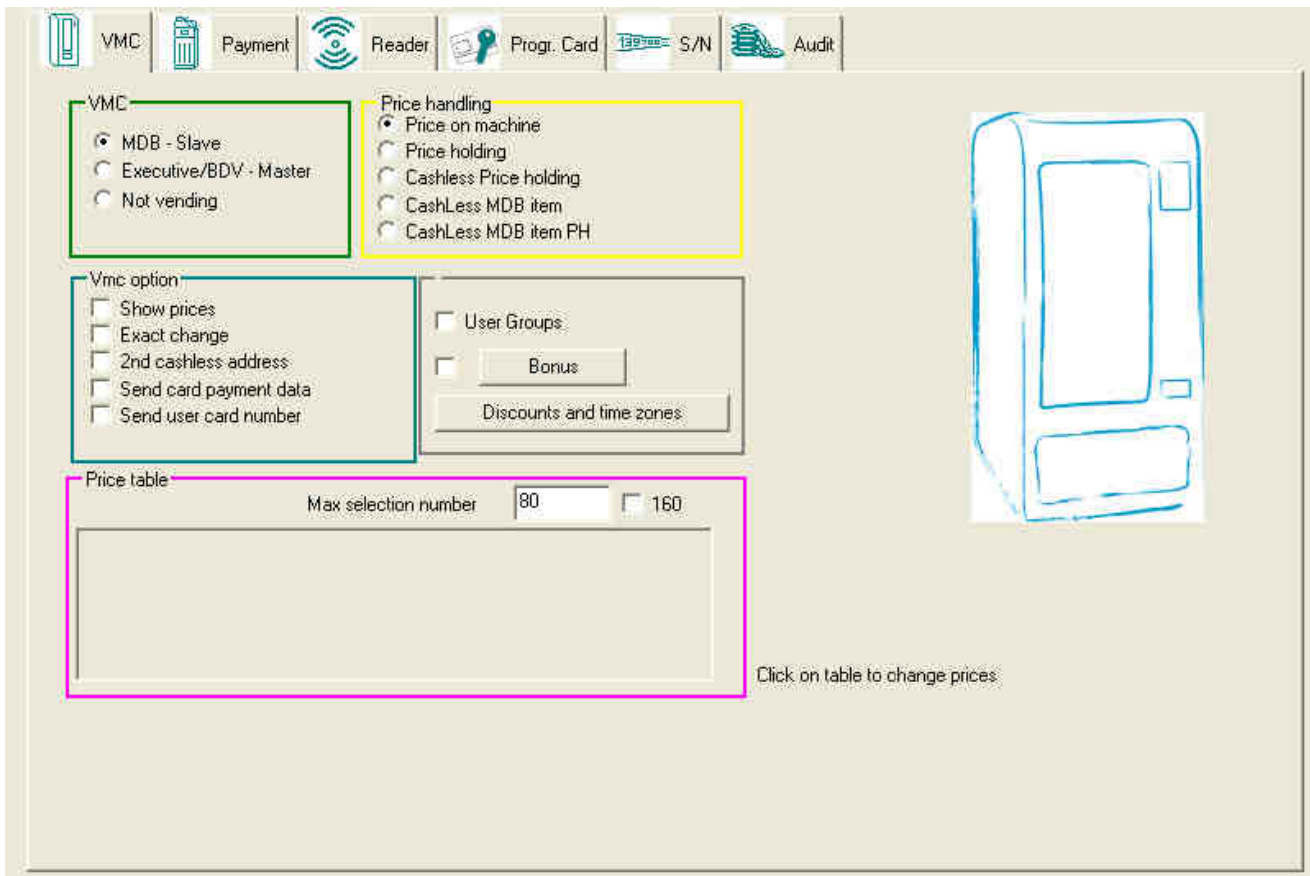 VMC
Payment
Reader
Progr. Card
S/N
Audit
VMC
MDB - Slave
Executive/BDV - Master
Not vending
Price handling
Price on machine
Price holding
Cashless Price holding
CashLess MDB item
CashLess MDB item PH
Vmc option
Show prices
Exact change
2nd cashless address
Send card payment data
Send user card number
User Groups
Bonus
Discounts and time zones
Price table
Max selection number 80 160
Click on table to change prices